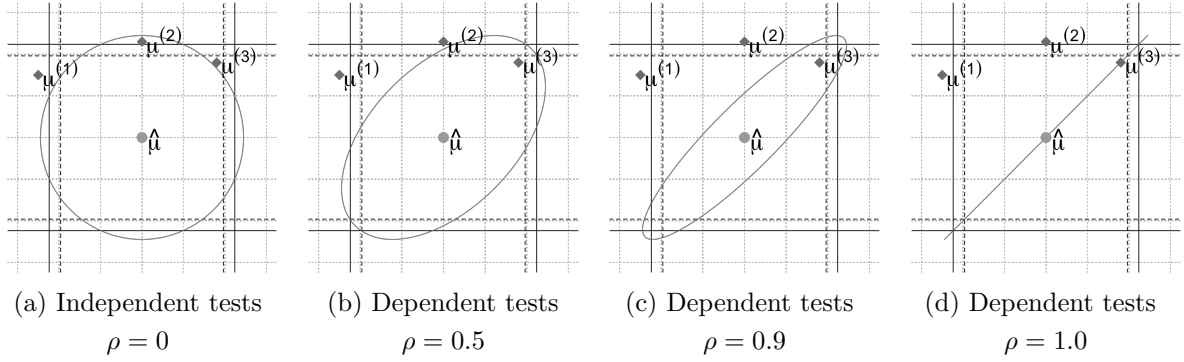 μ(2)
μ(3)
μ(1)
μ̂
μ(2)
μ(3)
μ(1)
μ̂
μ(2)
μ(3)
μ(1)
μ̂
μ(2)
μ(3)
μ(1)
μ̂
(a) Independent tests
ρ = 0
(b) Dependent tests
ρ = 0.5
(c) Dependent tests
ρ = 0.9
(d) Dependent tests
ρ = 1.0